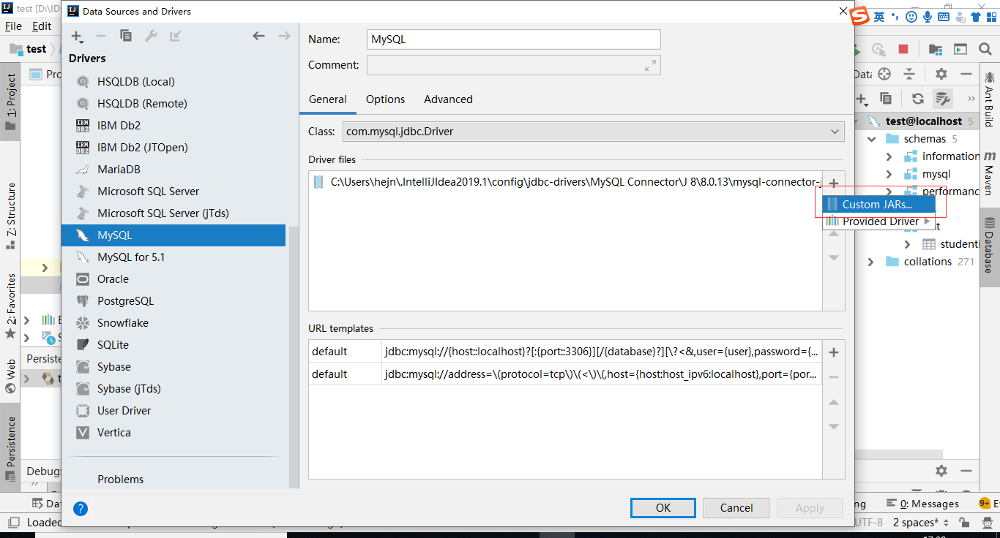 test [D:\ID
Data Sources and Drivers
英
File Edit
test
1: Project
Z: Structure
2: Favorites
Web
Persistence
Drivers
HSQLDB (Local)
HSQLDB (Remote)
IBM Db2
IBM Db2 (JTOpen)
MariaDB
Microsoft SQL Server
Microsoft SQL Server (jTds)
MySQL
MySQL for 5.1
Oracle
PostgreSQL
Snowflake
SQLite
Sybase
Sybase (jTds)
User Driver
Vertica
Problems
Name: MySQL
Comment:
General Options Advanced
Class: com.mysql.jdbc.Driver
Driver files
C:\Users\hejn\.IntelliJIdea2019.1\config\jdbc-drivers\MySQL Connector\J 8\8.0.13\mysql-connector-j
Custom JARs...
Provided Driver
URL templates
default jdbc:mysql://{host::localhost}?[:{port::3306}][/{database}?][\?<&,user={user},password={...
default jdbc:mysql://address=\(protocol=tcp\)\(<\)\(,host={host:host_ipv6:localhost},port={por...
OK Cancel Apply
test@localhost 5
schemas 5
information
mysql
performanc
studenti
collations 271
Ant Build
Maven
Database
Persiste
Debug:
0: Messages
9+
Loade
UTF-8 2 spaces*